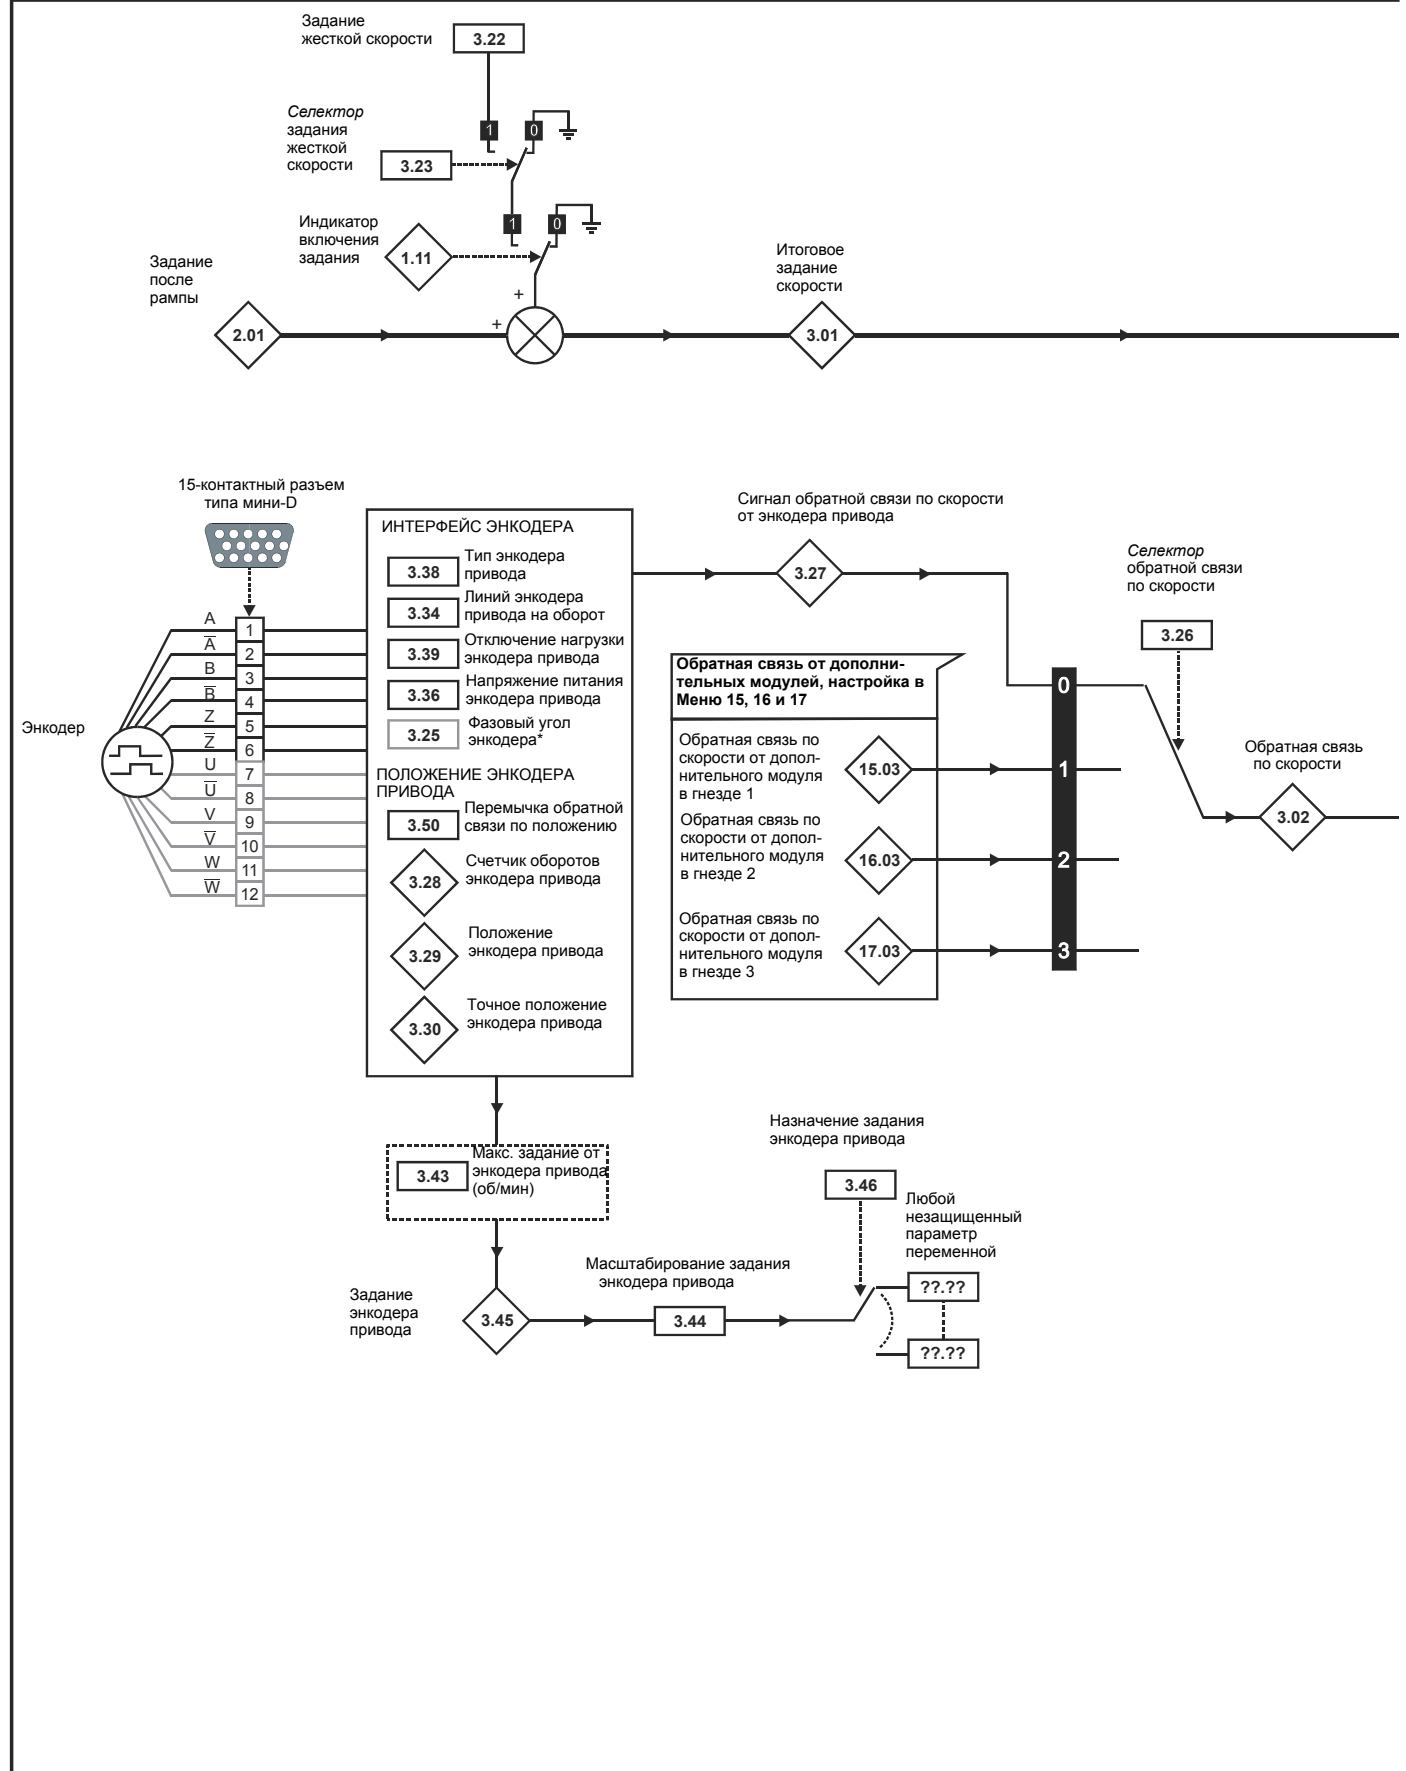 Задание
жесткой скорости
3.22
Селектор
задания
жесткой
скорости
3.23
1
0
Индикатор
включения
задания
1.11
1
0
Задание
после
рампы
2.01
+
+
Итоговое
задание
скорости
3.01
15-контактный разъем
типа мини-D
Энкодер
A
1
A̅
2
B
3
B̅
4
Z
5
Z̅
6
U
7
U̅
8
V
9
V̅
10
W
11
W̅
12
ИНТЕРФЕЙС ЭНКОДЕРА
3.38
Тип энкодера
привода
3.34
Линий энкодера
привода на оборот
3.39
Отключение нагрузки
энкодера привода
3.36
Напряжение питания
энкодера привода
3.25
Фазовый угол
энкодера*
ПОЛОЖЕНИЕ ЭНКОДЕРА
ПРИВОДА
3.50
Перемычка обратной
связи по положению
3.28
Счетчик оборотов
энкодера привода
3.29
Положение
энкодера привода
3.30
Точное положение
энкодера привода
Сигнал обратной связи по скорости
от энкодера привода
3.27
Обратная связь от дополни-
тельных модулей, настройка в
Меню 15, 16 и 17
Обратная связь по
скорости от допол-
нительного модуля
в гнезде 1
15.03
Обратная связь по
скорости от допол-
нительного модуля
в гнезде 2
16.03
Обратная связь по
скорости от допол-
нительного модуля
в гнезде 3
17.03
0
1
2
3
Селектор
обратной связи
по скорости
3.26
Обратная связь
по скорости
3.02
3.43
Макс. задание от
энкодера привода
(об/мин)
Задание
энкодера
привода
3.45
Масштабирование задания
энкодера привода
3.44
Назначение задания
энкодера привода
3.46
Любой
незащищенный
параметр
переменной
??.??
??.??